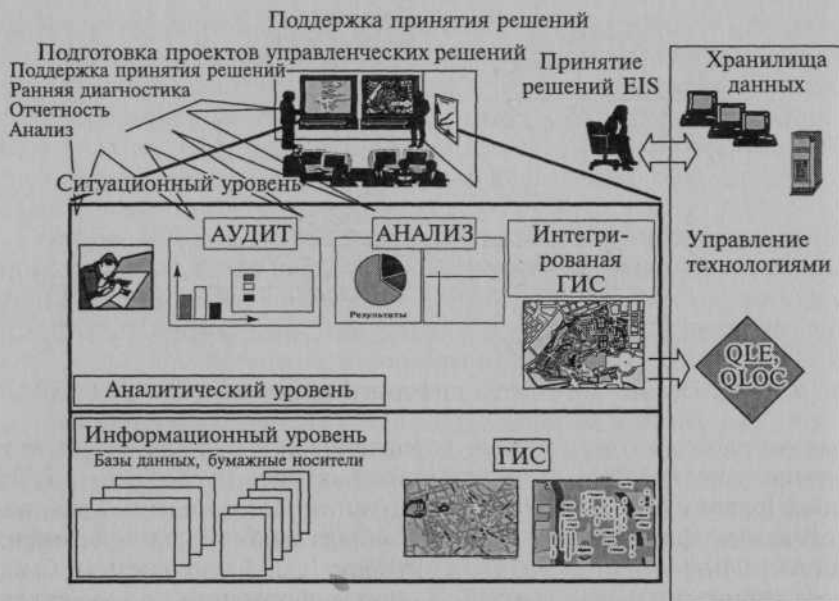 Поддержка принятия решений
Подготовка проектов управленческих решений
Поддержка принятия решений
Ранняя диагностика
Отчетность
Анализ
Принятие
решений EIS
Хранилища
данных
Ситуационный уровень
АУДИТ
АНАЛИЗ
Результаты
Интегри-
рованая
ГИС
Управление
технологиями
QLE,
QLOC
Аналитический уровень
Информационный уровень
Базы данных, бумажные носители
ГИС